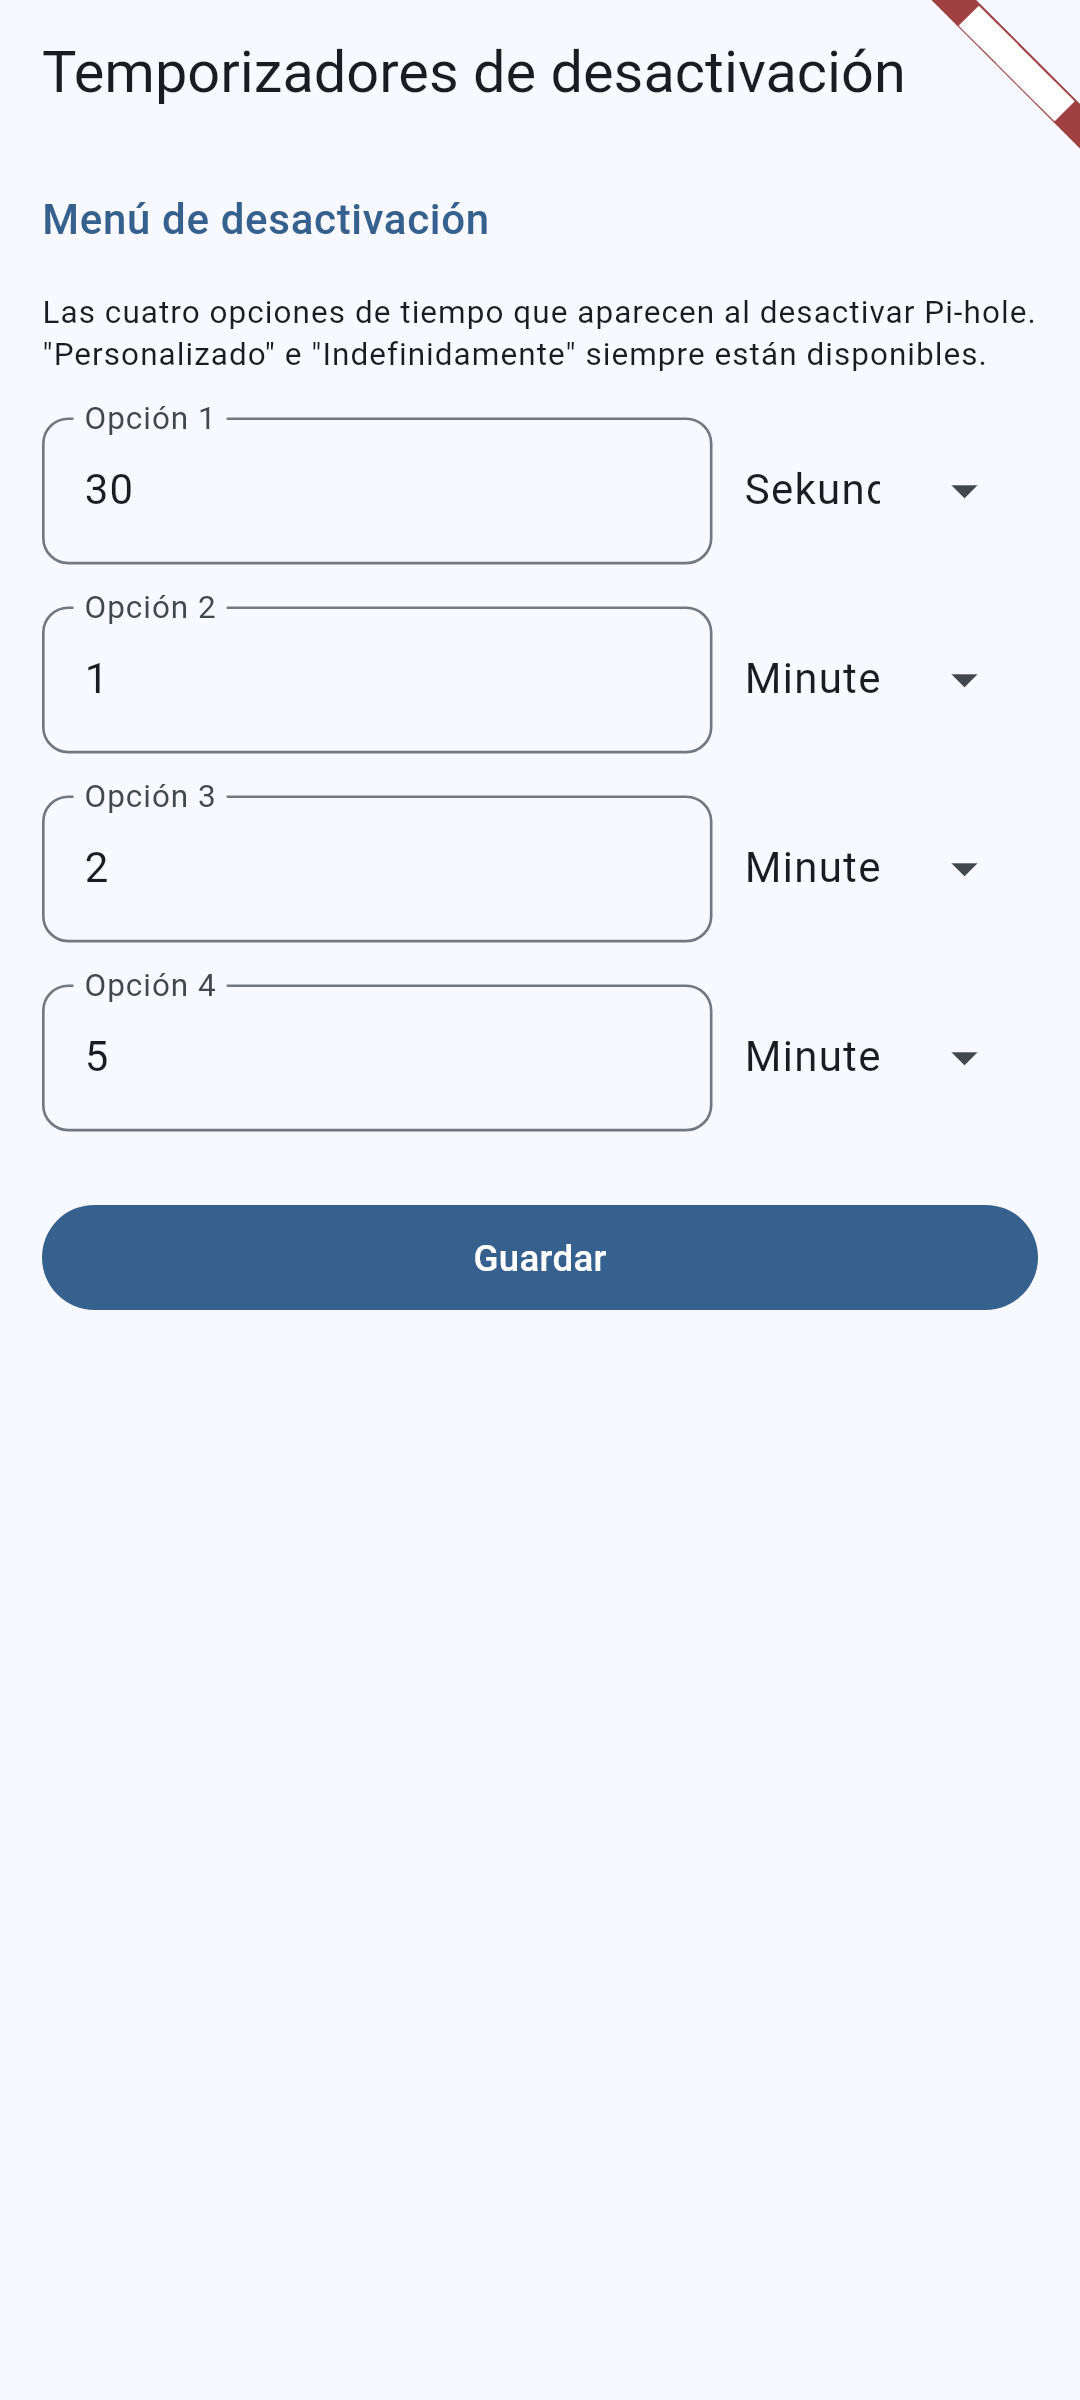 Temporizadores de desactivación
Menú de desactivación
Las cuatro opciones de tiempo que aparecen al desactivar Pi-hole.
"Personalizado" e "Indefinidamente" siempre están disponibles.
Opción 1
30
Opción 2
1
Minute
Opción 3
2
Minute
Opción 4
5
Minute
Guardar